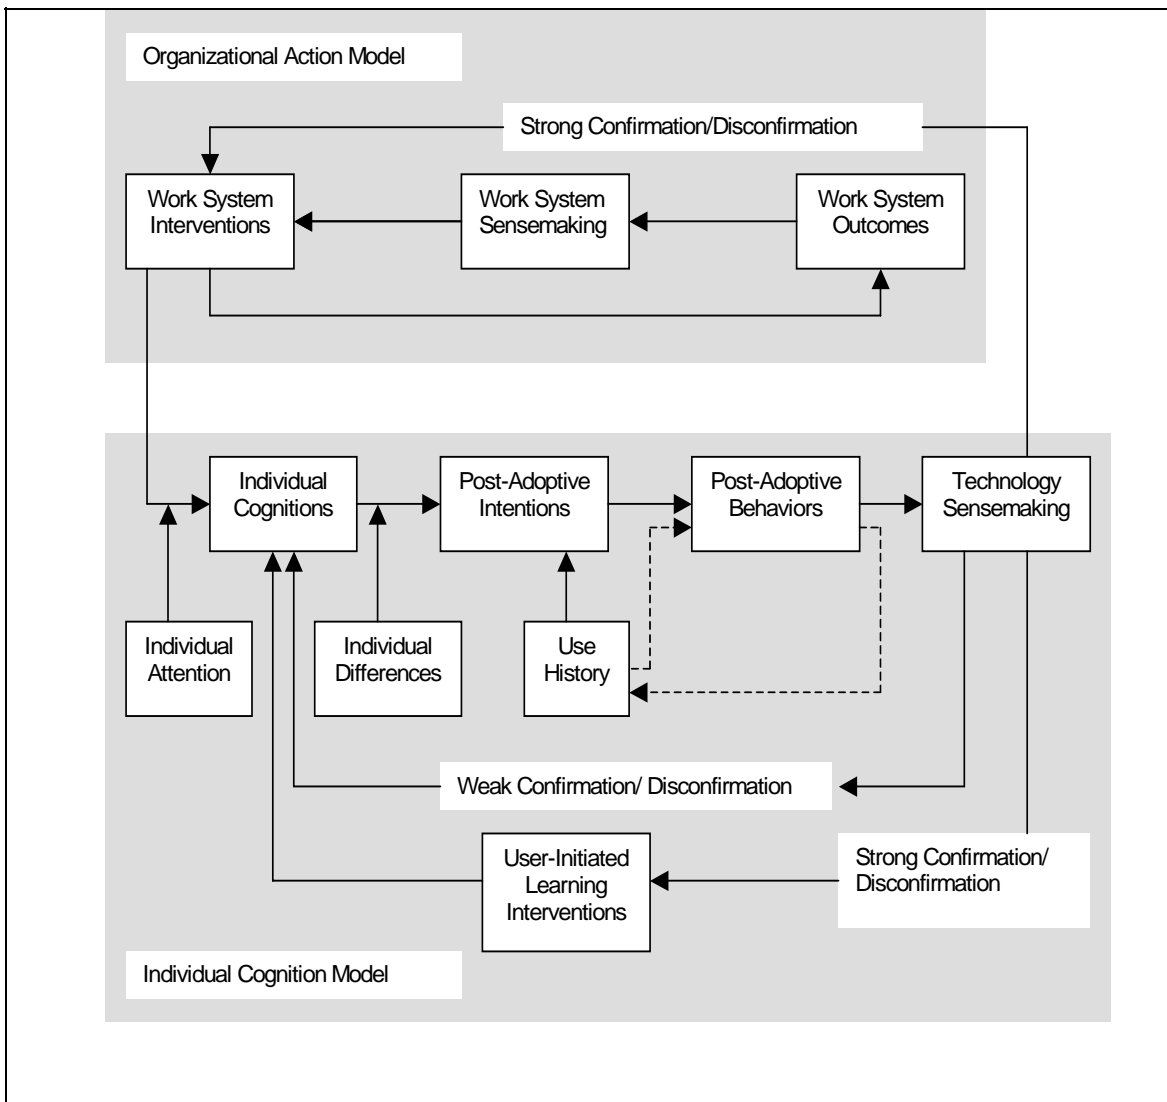 Organizational Action Model
Strong Confirmation/Disconfirmation
Work System
Interventions
Work System
Sensemaking
Work System
Outcomes
Individual
Cognitions
Post-Adoptive
Intentions
Post-Adoptive
Behaviors
Technology
Sensemaking
Individual
Attention
Individual
Differences
Use
History
Weak Confirmation/ Disconfirmation
User-Initiated
Learning
Interventions
Strong Confirmation/
Disconfirmation
Individual Cognition Model